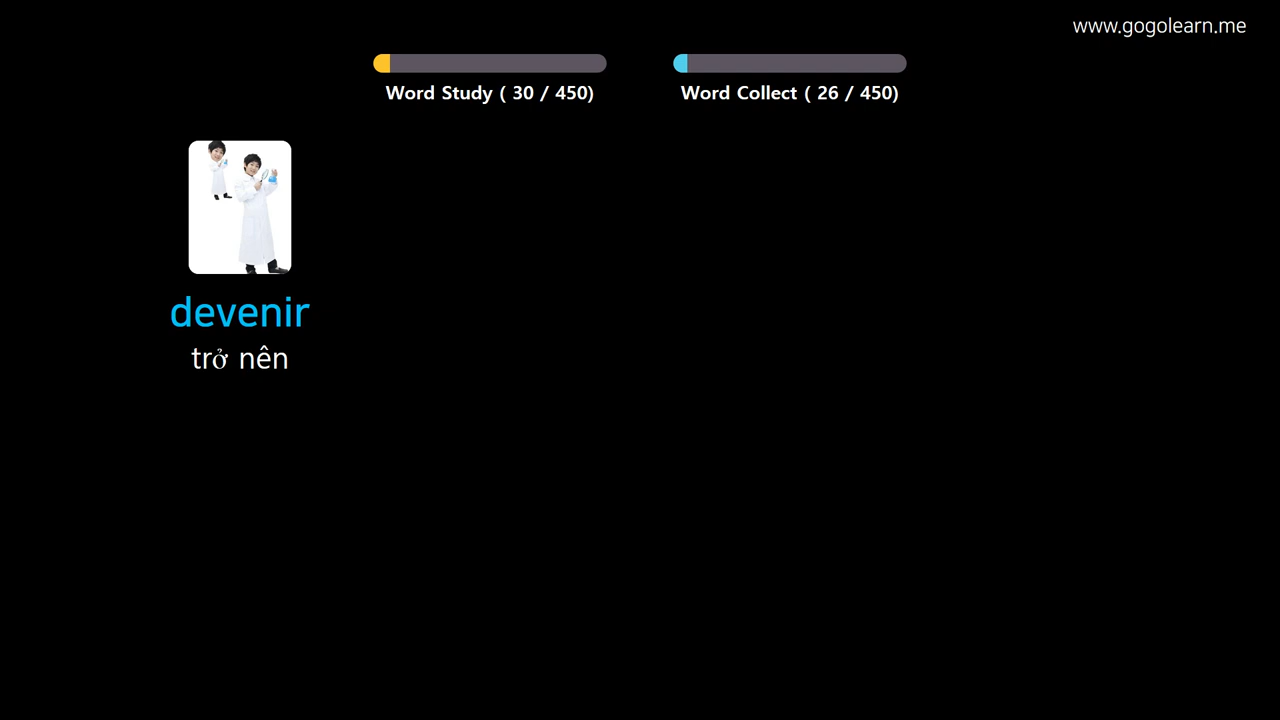 www.gogolearn.me
Word Study ( 30 / 450)
Word Collect ( 26 / 450)
devenir
trở nên